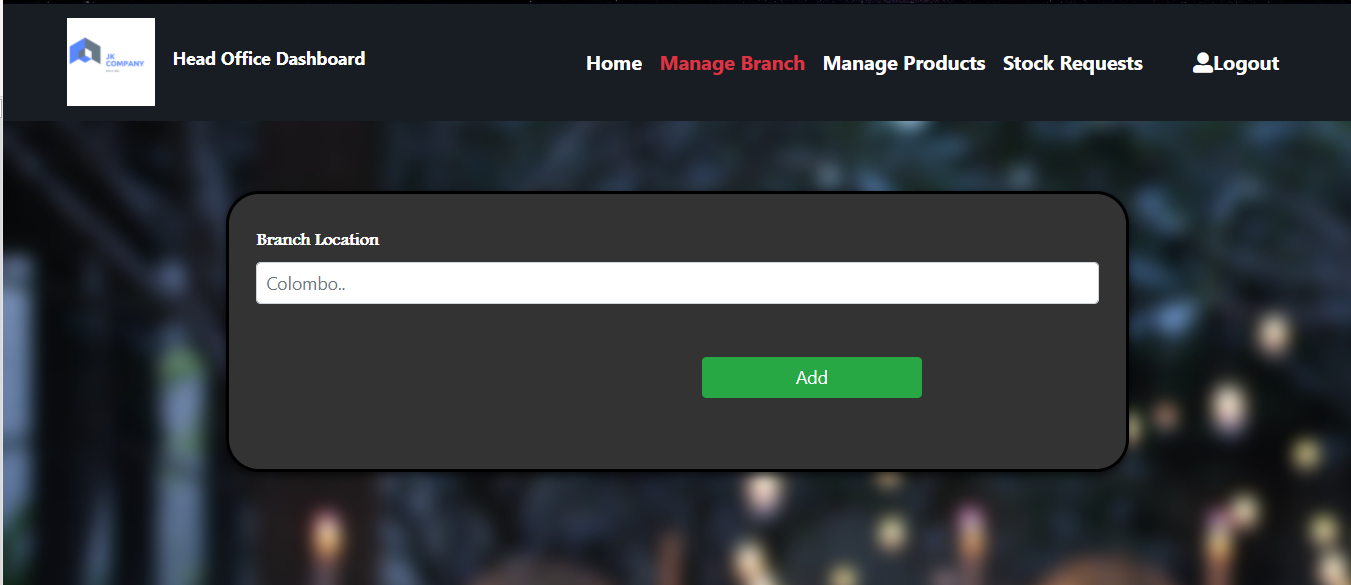 JK
COMPANY
Head Office Dashboard
Home Manage Branch Manage Products Stock Requests Logout
Branch Location
Colombo..
Add